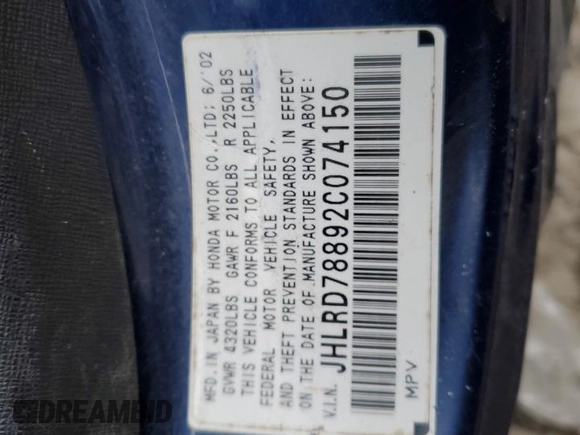 MFD.IN JAPAN BY HONDA MOTOR CO.,LTD; 6/'02
GVWR 4320LBS GAWR F 2160LBS R 2250LBS
THIS VEHICLE CONFORMS TO ALL APPLICABLE
FEDERAL MOTOR VEHICLE SAFETY,
AND THEFT PREVENTION STANDARDS IN EFFECT
ON THE DATE OF MANUFACTURE SHOWN ABOVE:
V.I.N. JHLRD78892C074150
MPV
DREAMBID